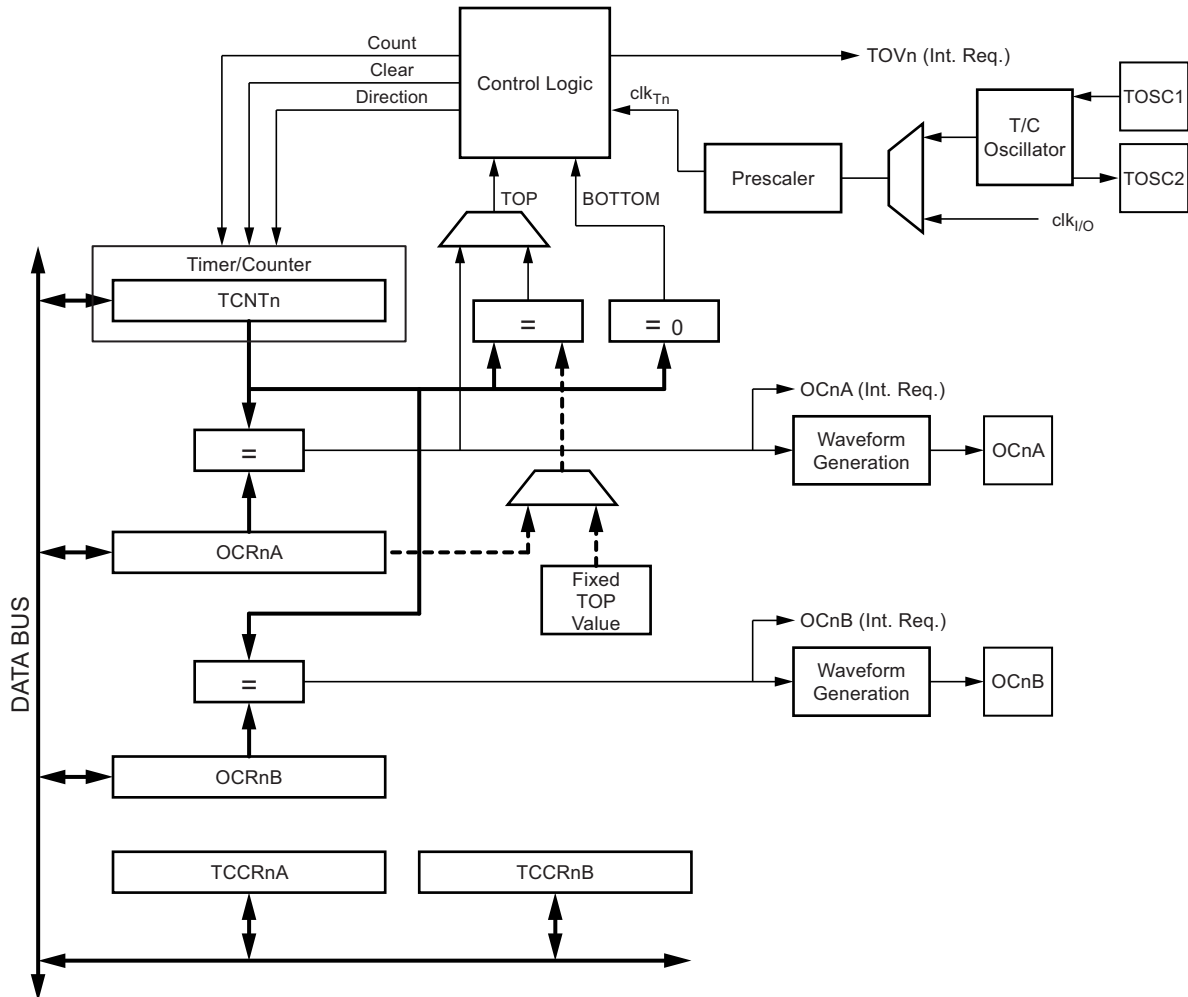 Count
Clear
Direction
Control Logic
TOVn (Int. Req.)
clkTn
TOSC1
T/C
Oscillator
TOSC2
Prescaler
clkI/O
TOP
BOTTOM
Timer/Counter
TCNTn
=
= 0
OCnA (Int. Req.)
=
Waveform
Generation
OCnA
OCRnA
Fixed
TOP
Value
DATA BUS
OCnB (Int. Req.)
=
Waveform
Generation
OCnB
OCRnB
TCCRnA
TCCRnB